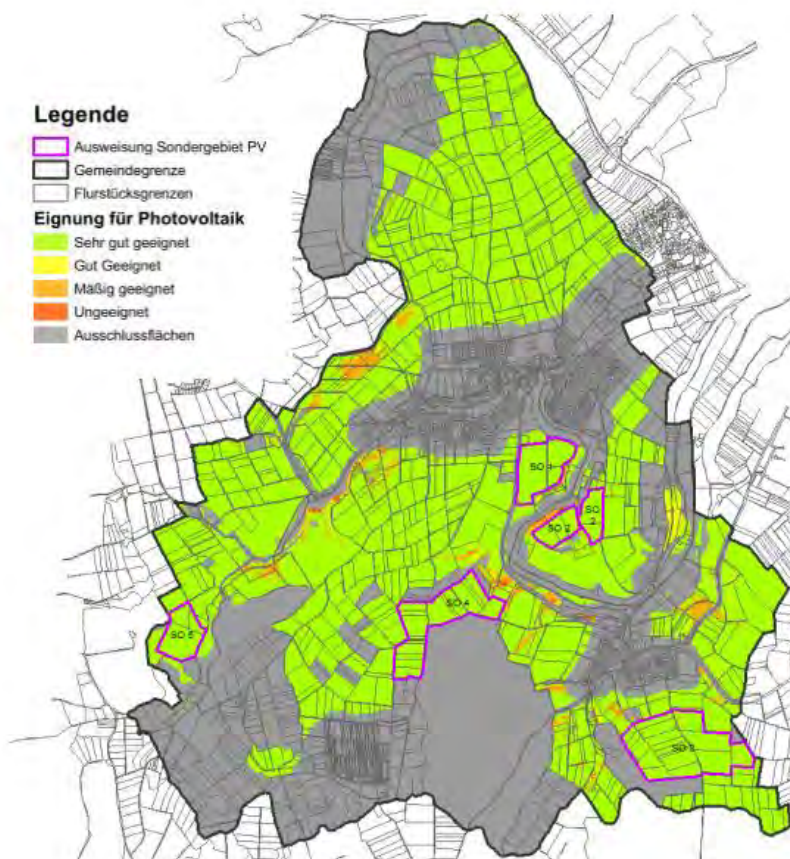 Legende
Ausweisung Sondergebiet PV
Gemeindegrenze
Flurstücksgrenzen
Eignung für Photovoltaik
Sehr gut geeignet
Gut Geeignet
Mäßig geeignet
Ungeeignet
Ausschlussflächen
SO 1
SO
2
SO 2
SO 4
SO 5
SO 3